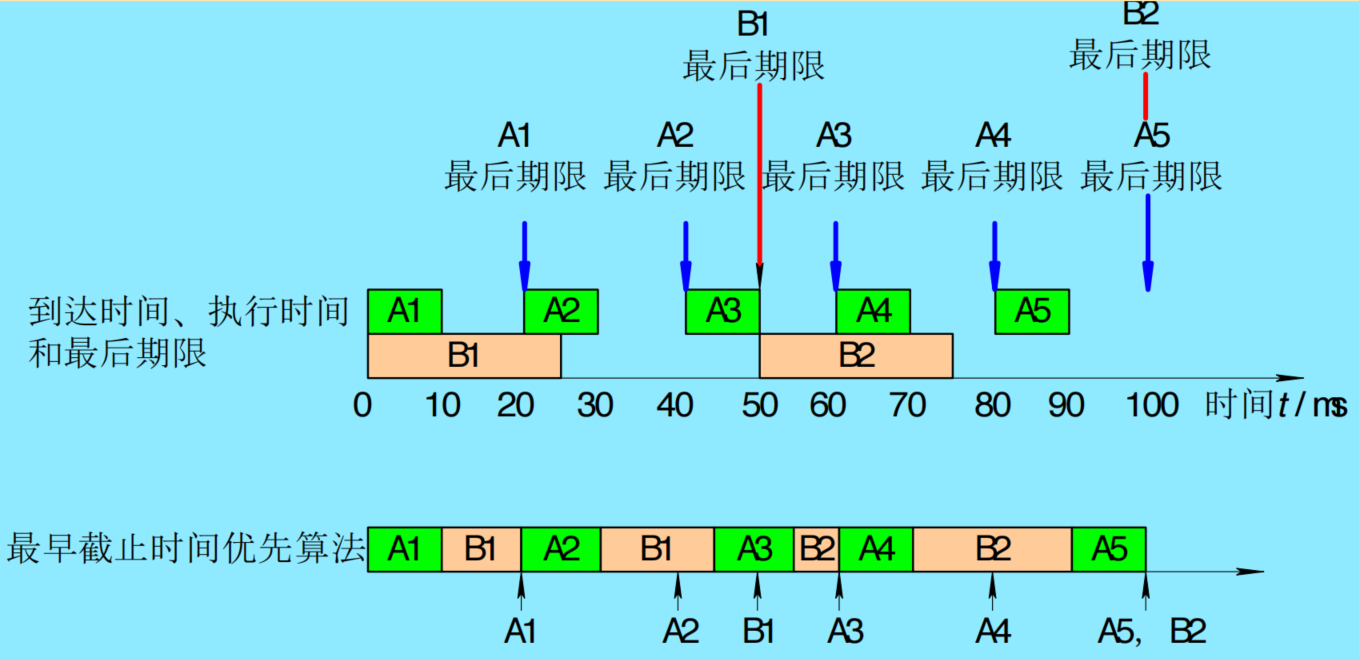 B1
最后期限
B2
最后期限
A1
最后期限
A2
最后期限
A3
最后期限
A4
最后期限
A5
最后期限
到达时间、执行时间
和最后期限
A1 A2 A3 A4 A5
B1 B2
0 10 20 30 40 50 60 70 80 90 100 时间t/ms
最早截止时间优先算法 A1 B1 A2 B1 A3 B2 A4 B2 A5
A1 A2 B1 A3 A4 A5, B2